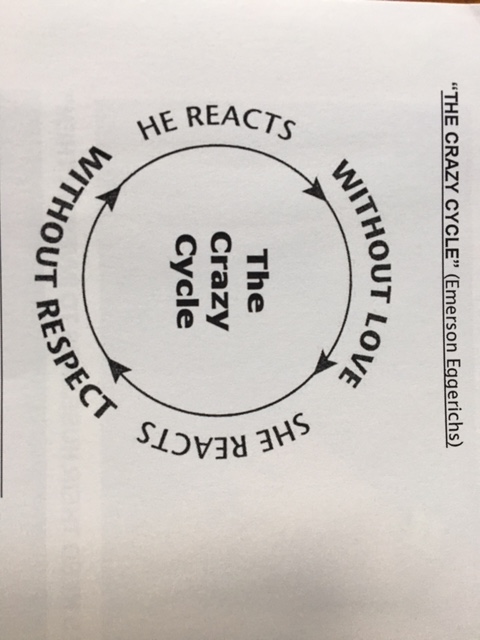 “THE CRAZY CYCLE” (Emerson Eggerichs)
WITHOUT LOVE
SHE REACTS
WITHOUT RESPECT
HE REACTS
The
Crazy
Cycle